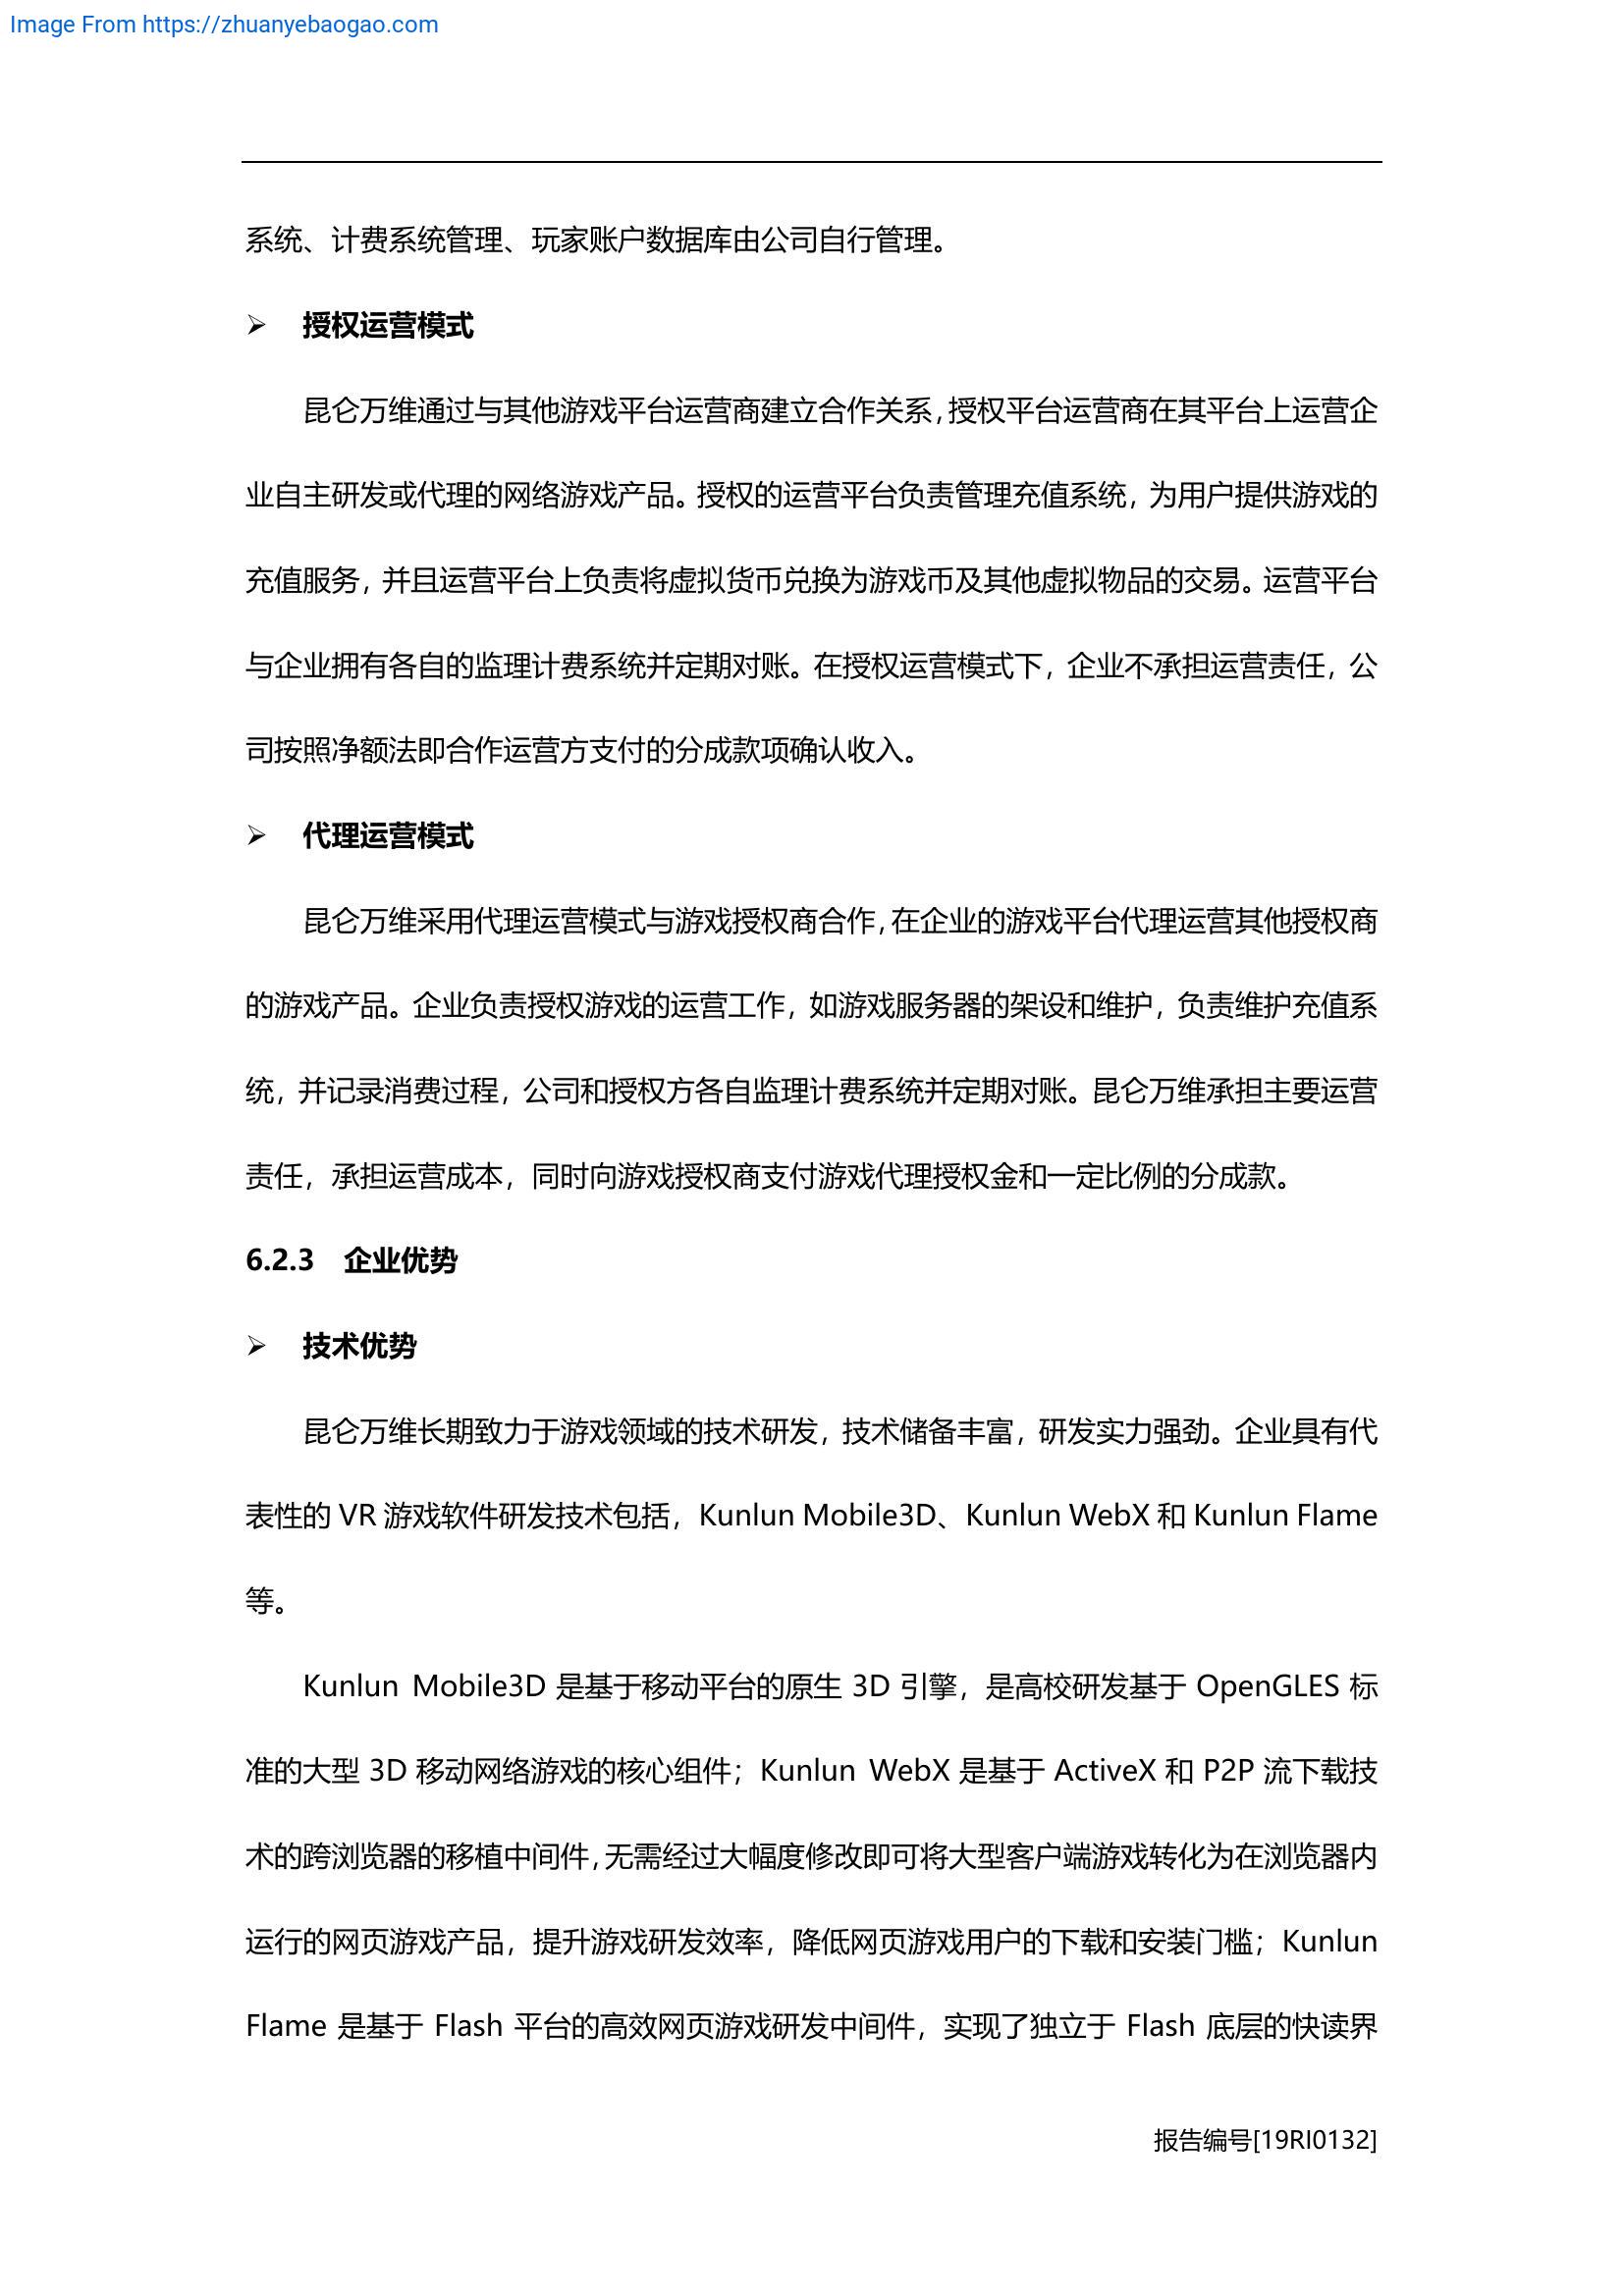 Image From https://zhuanyebaogao.com
系统、计费系统管理、玩家账户数据库由公司自行管理。
➢ 授权运营模式
昆仑万维通过与其他游戏平台运营商建立合作关系，授权平台运营商在其平台上运营企
业自主研发或代理的网络游戏产品。授权的运营平台负责管理充值系统，为用户提供游戏的
充值服务，并且运营平台上负责将虚拟货币兑换为游戏币及其他虚拟物品的交易。运营平台
与企业拥有各自的监理计费系统并定期对账。在授权运营模式下，企业不承担运营责任，公
司按照净额法即合作运营方支付的分成款项确认收入。
➢ 代理运营模式
昆仑万维采用代理运营模式与游戏授权商合作，在企业的游戏平台代理运营其他授权商
的游戏产品。企业负责授权游戏的运营工作，如游戏服务器的架设和维护，负责维护充值系
统，并记录消费过程，公司和授权方各自监理计费系统并定期对账。昆仑万维承担主要运营
责任，承担运营成本，同时向游戏授权商支付游戏代理授权金和一定比例的分成款。
6.2.3 企业优势
➢ 技术优势
昆仑万维长期致力于游戏领域的技术研发，技术储备丰富，研发实力强劲。企业具有代
表性的 VR 游戏软件研发技术包括，Kunlun Mobile3D、Kunlun WebX 和 Kunlun Flame
等。
Kunlun Mobile3D 是基于移动平台的原生 3D 引擎，是高校研发基于 OpenGLES 标
准的大型 3D 移动网络游戏的核心组件；Kunlun WebX 是基于 ActiveX 和 P2P 流下载技
术的跨浏览器的移植中间件，无需经过大幅度修改即可将大型客户端游戏转化为在浏览器内
运行的网页游戏产品，提升游戏研发效率，降低网页游戏用户的下载和安装门槛；Kunlun
Flame 是基于 Flash 平台的高效网页游戏研发中间件，实现了独立于 Flash 底层的快读界
报告编号[19RI0132]